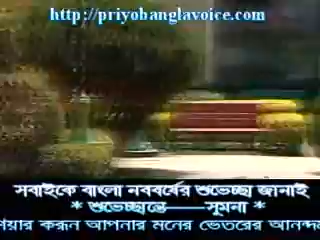 http://priyobanglavoice.com
সবাইকে বাংলা নববর্ষের শুভেচ্ছা জানাই
* শুভেচ্ছান্তে——সুমনা *
শেয়ার করূন আপনার মনের ভেতরের আনন্দ